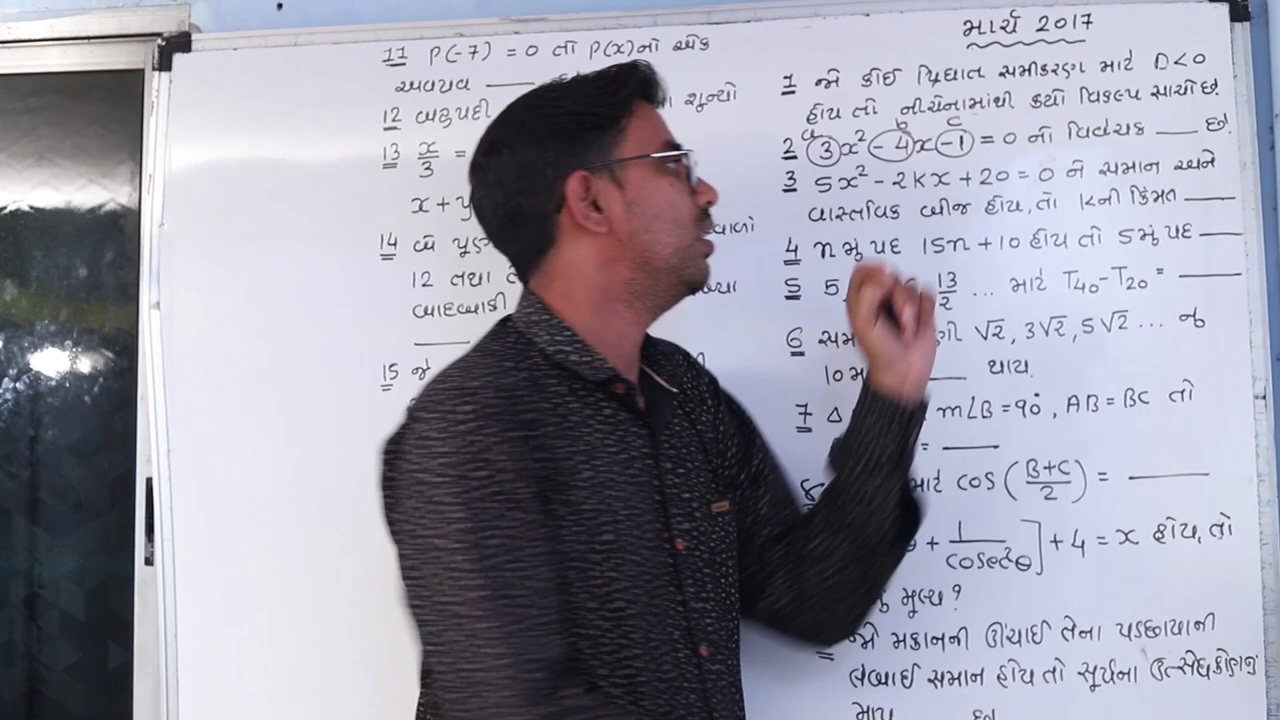 11 P(-7) = 0 તો P(x)નો એક
અવયવ ____
12 બહુપદી શૂન્યો
13 x/3 =
x + y
14 બે પૂર્ણ
12 તથા
બાદબાકી
15 જો
માર્ચ 2017
1 જો કોઈ દ્વિઘાત સમીકરણ માટે D<0
હોય તો નીચેનામાંથી કયો વિકલ્પ સાચો છે.
a b c
2 3x² - 4x - 1 = 0 નો વિવેચક ___ છે.
3 5x² - 2kx + 20 = 0 ને સમાન અને
વાસ્તવિક બીજ હોય, તો kની કિંમત ____
4 n મું પદ 15n + 10 હોય તો 5મું પદ ___
5 5, 13/2 ... માટે T40 - T20 = ____
6 √2, 3√2, 5√2 ... નું
10મ ___ થાય.
7 Δ m∠B = 90°, AB = BC તો
= ____
8 માટે cos (B+C/2) = ____
+ 1/cosec²θ] + 4 = x હોય, તો
મૂલ્ય ?
જો મકાનની ઊંચાઈ તેના પડછાયાની
લંબાઈ સમાન હોય તો સૂર્યના ઉત્સેધકોણનું
માપ ___ છે.